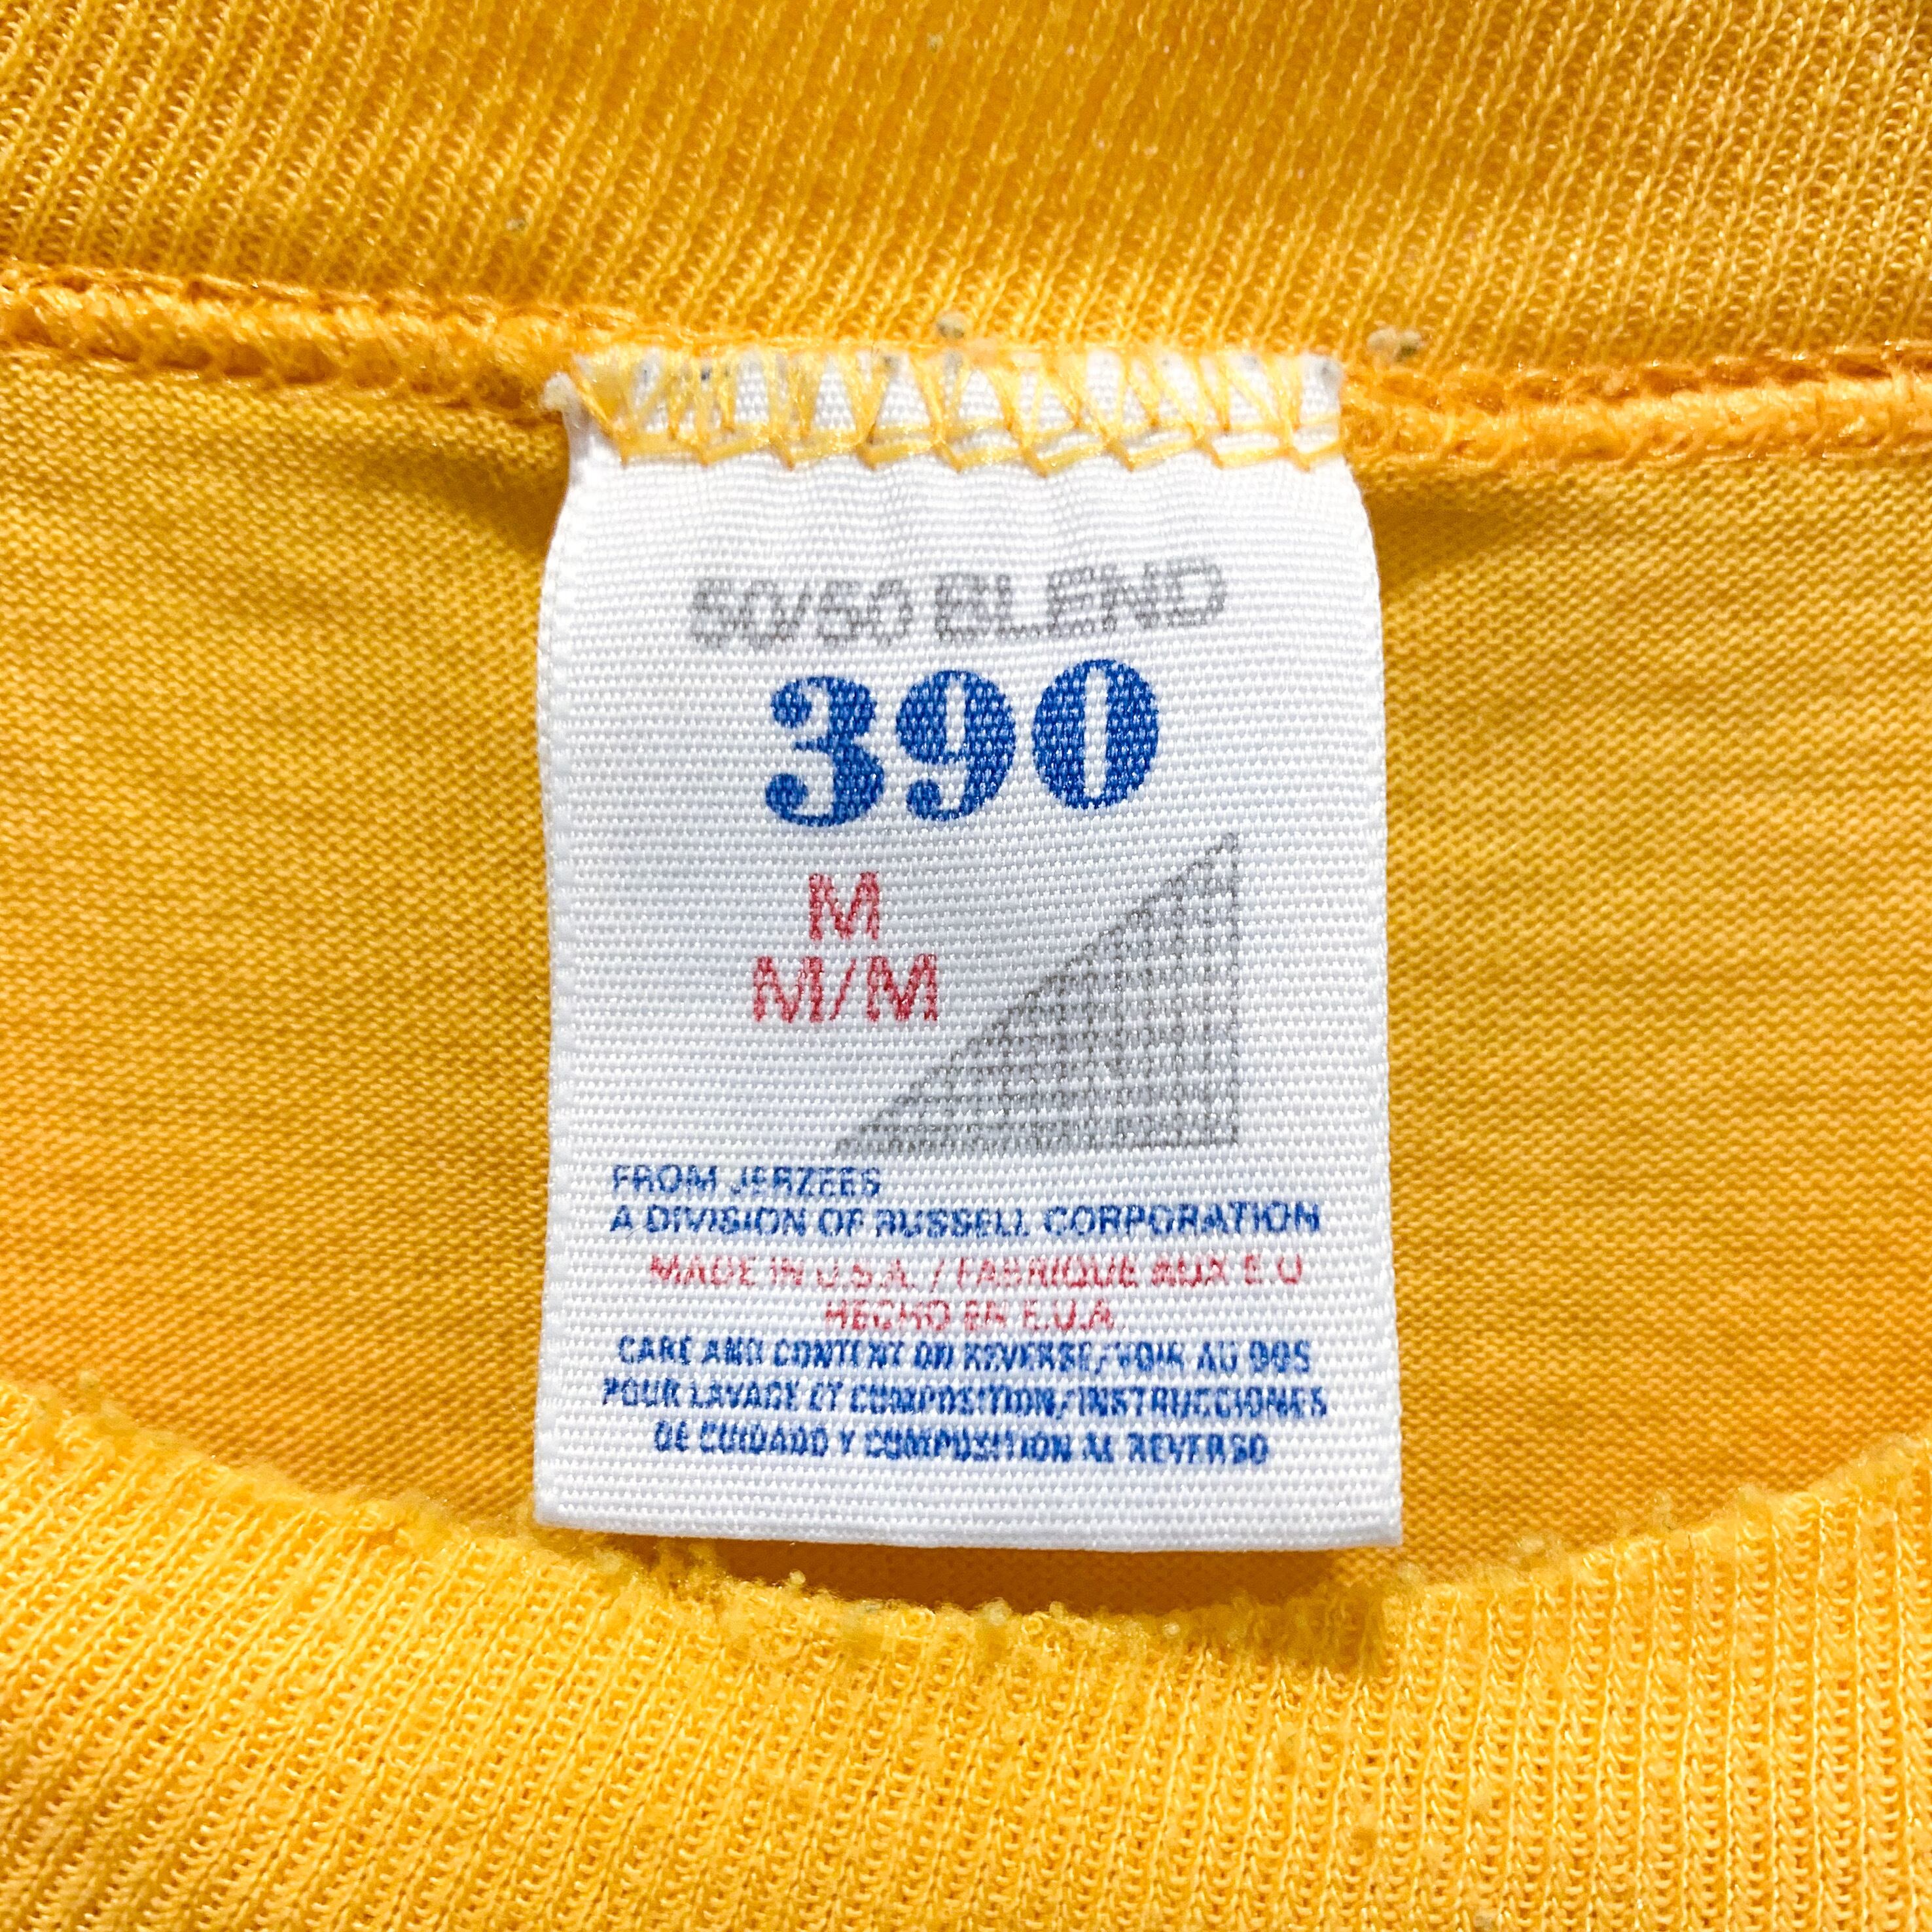 50/50 BLEND
390
M
M/M
FROM JERZEES
A DIVISION OF RUSSELL CORPORATION
MADE IN U.S.A. / FABRIQUE AUX E.U
HECHO EN E.U.A.
CARE AND CONTENT ON REVERSE/VOIR AU DOS
POUR LAVAGE ET COMPOSITION/INSTRUCCIONES
DE CUIDADO Y COMPOSITION AL REVERSO